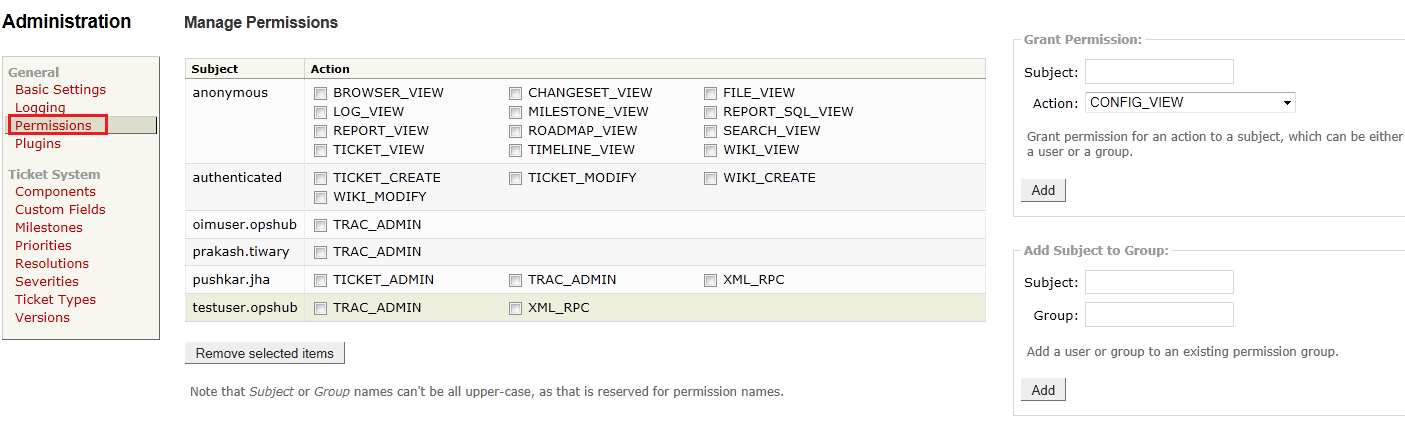 Administration
General
Basic Settings
Logging
Permissions
Plugins
Ticket System
Components
Custom Fields
Milestones
Priorities
Resolutions
Severities
Ticket Types
Versions
Manage Permissions
Subject Action
anonymous BROWSER_VIEW CHANGESET_VIEW FILE_VIEW
LOG_VIEW MILESTONE_VIEW REPORT_SQL_VIEW
REPORT_VIEW ROADMAP_VIEW SEARCH_VIEW
TICKET_VIEW TIMELINE_VIEW WIKI_VIEW
authenticated TICKET_CREATE TICKET_MODIFY WIKI_CREATE
WIKI_MODIFY
oimuser.opshub TRAC_ADMIN
prakash.tiwary TRAC_ADMIN
pushkar.jha TICKET_ADMIN TRAC_ADMIN XML_RPC
testuser.opshub TRAC_ADMIN XML_RPC
Remove selected items
Note that Subject or Group names can't be all upper-case, as that is reserved for permission names.
Grant Permission:
Subject:
Action: CONFIG_VIEW
Grant permission for an action to a subject, which can be either
a user or a group.
Add
Add Subject to Group:
Subject:
Group:
Add a user or group to an existing permission group.
Add